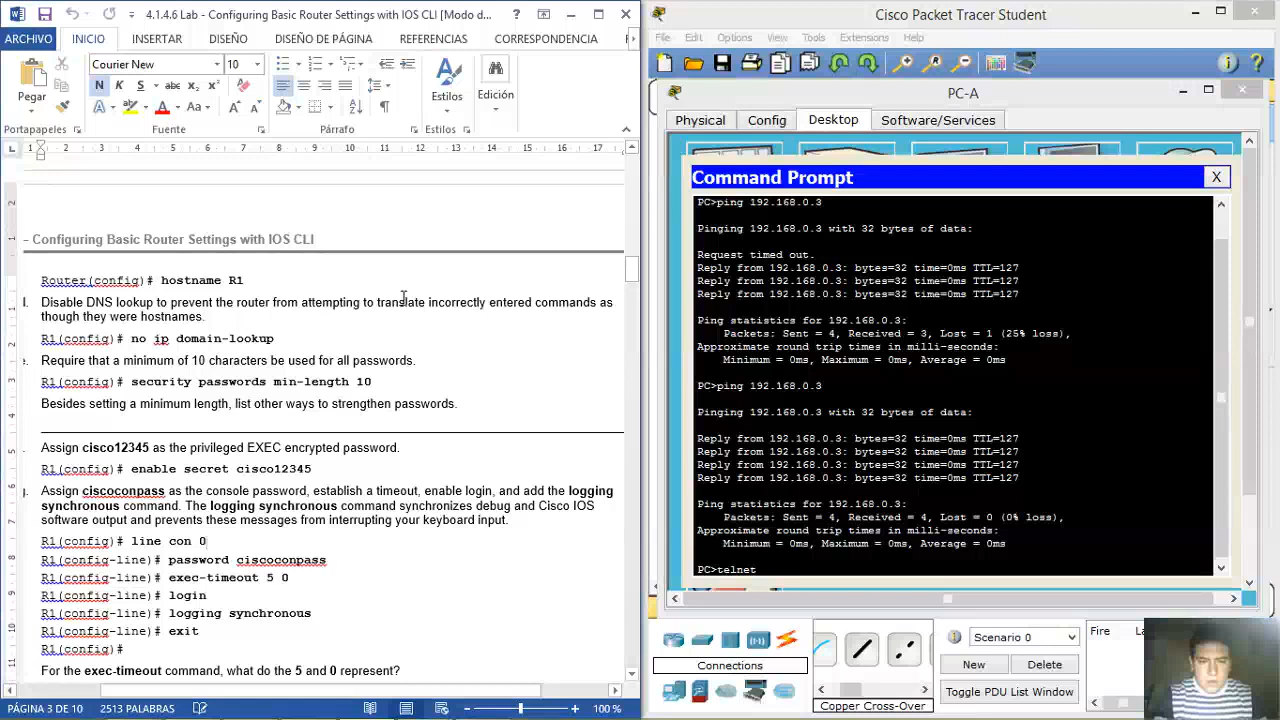 4.1.4.6 Lab - Configuring Basic Router Settings with IOS CLI [Modo d...
ARCHIVO INICIO INSERTAR DISEÑO DISEÑO DE PÁGINA REFERENCIAS CORRESPONDENCIA
Courier New 10
Pegar
N K S abc x₂ x²
Estilos
Edición
Portapapeles Fuente Párrafo Estilos
1 1 2 3 4 5 6 7 8 9 10 11 12 13 14 15 16 17
– Configuring Basic Router Settings with IOS CLI
Router(config)# hostname R1
Disable DNS lookup to prevent the router from attempting to translate incorrectly entered commands as
though they were hostnames.
R1(config)# no ip domain-lookup
Require that a minimum of 10 characters be used for all passwords.
R1(config)# security passwords min-length 10
Besides setting a minimum length, list other ways to strengthen passwords.
Assign cisco12345 as the privileged EXEC encrypted password.
R1(config)# enable secret cisco12345
Assign ciscoconpass as the console password, establish a timeout, enable login, and add the logging
synchronous command. The logging synchronous command synchronizes debug and Cisco IOS
software output and prevents these messages from interrupting your keyboard input.
R1(config)# line con 0
R1(config-line)# password ciscoconpass
R1(config-line)# exec-timeout 5 0
R1(config-line)# login
R1(config-line)# logging synchronous
R1(config-line)# exit
R1(config)#
For the exec-timeout command, what do the 5 and 0 represent?
PÁGINA 3 DE 10 2513 PALABRAS 100 %
Cisco Packet Tracer Student
File Edit Options View Tools Extensions Help
PC-A
Physical Config Desktop Software/Services
Command Prompt X
PC>ping 192.168.0.3
Pinging 192.168.0.3 with 32 bytes of data:
Request timed out.
Reply from 192.168.0.3: bytes=32 time=0ms TTL=127
Reply from 192.168.0.3: bytes=32 time=0ms TTL=127
Reply from 192.168.0.3: bytes=32 time=0ms TTL=127
Ping statistics for 192.168.0.3:
Packets: Sent = 4, Received = 3, Lost = 1 (25% loss),
Approximate round trip times in milli-seconds:
Minimum = 0ms, Maximum = 0ms, Average = 0ms
PC>ping 192.168.0.3
Pinging 192.168.0.3 with 32 bytes of data:
Reply from 192.168.0.3: bytes=32 time=0ms TTL=127
Reply from 192.168.0.3: bytes=32 time=0ms TTL=127
Reply from 192.168.0.3: bytes=32 time=0ms TTL=127
Reply from 192.168.0.3: bytes=32 time=0ms TTL=127
Ping statistics for 192.168.0.3:
Packets: Sent = 4, Received = 4, Lost = 0 (0% loss),
Approximate round trip times in milli-seconds:
Minimum = 0ms, Maximum = 0ms, Average = 0ms
PC>telnet
Connections
Copper Cross-Over
Scenario 0
New Delete
Toggle PDU List Window
Fire